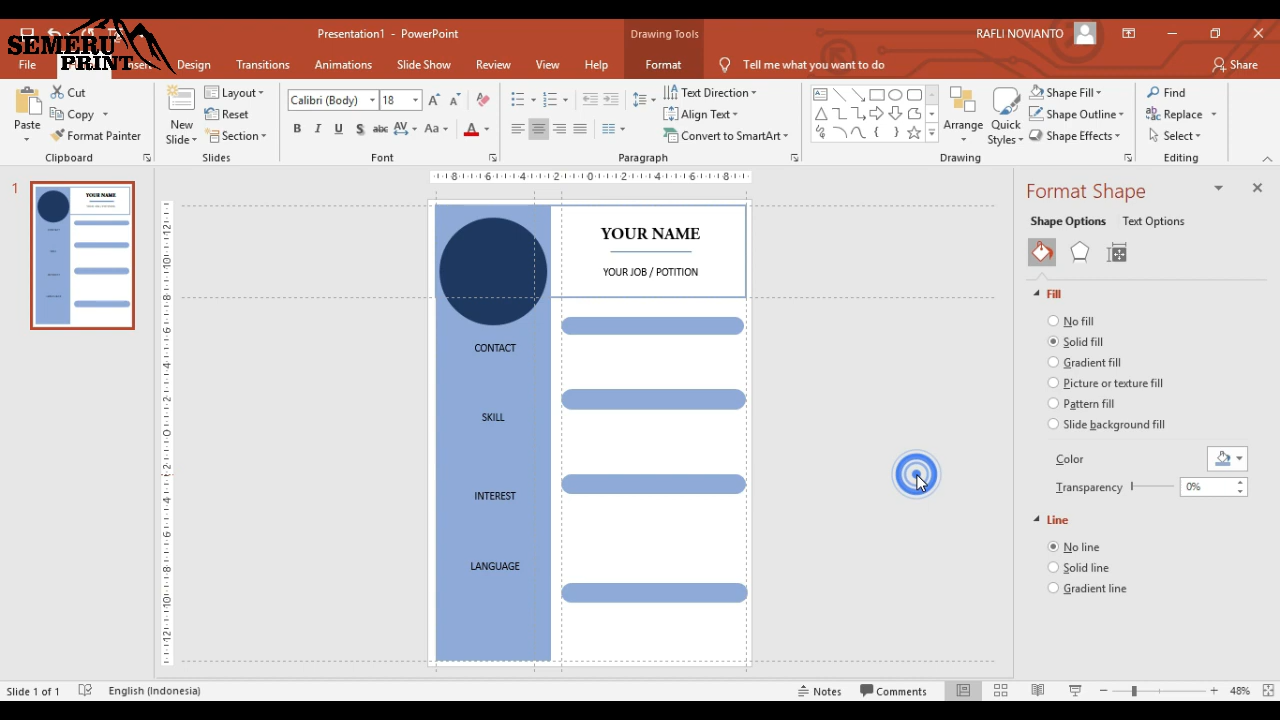 SEMERU
PRINT
Presentation1 - PowerPoint
Drawing Tools
RAFLI NOVIANTO
File
Insert
Design
Transitions
Animations
Slide Show
Review
View
Help
Format
Tell me what you want to do
Share
Paste
Cut
Copy
Format Painter
Clipboard
New
Slide
Layout
Reset
Section
Slides
Calibri (Body)
18
Font
Text Direction
Align Text
Convert to SmartArt
Paragraph
Arrange
Quick
Styles
Shape Fill
Shape Outline
Shape Effects
Drawing
Find
Replace
Select
Editing
1
YOUR NAME
YOUR JOB / POTITION
CONTACT
SKILL
INTEREST
LANGUAGE
Format Shape
Shape Options
Text Options
Fill
No fill
Solid fill
Gradient fill
Picture or texture fill
Pattern fill
Slide background fill
Color
Transparency
0%
Line
No line
Solid line
Gradient line
Slide 1 of 1
English (Indonesia)
Notes
Comments
48%